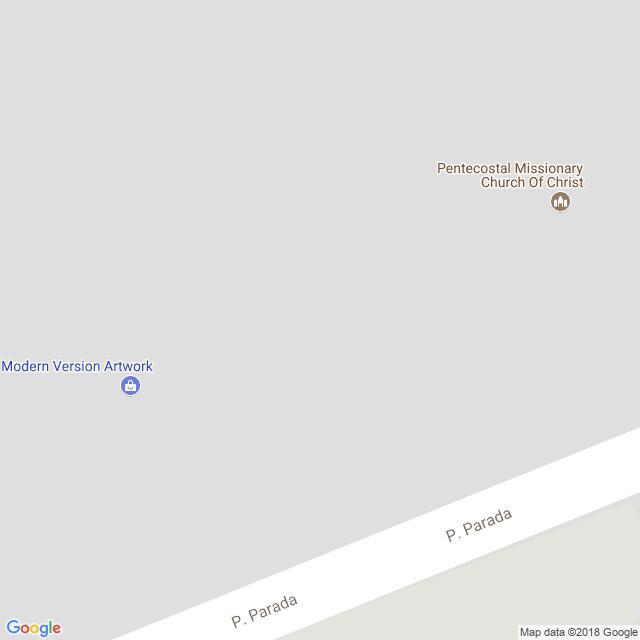 Pentecostal Missionary
Church Of Christ
Modern Version Artwork
P. Parada
P. Parada
Google
Map data ©2018 Google